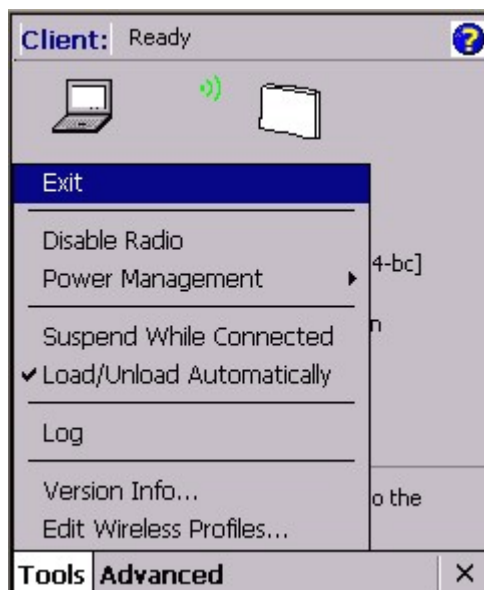 Client: Ready
Exit
Disable Radio
Power Management
4-bc]
Suspend While Connected
n
Load/Unload Automatically
Log
Version Info...
o the
Edit Wireless Profiles...
Tools Advanced